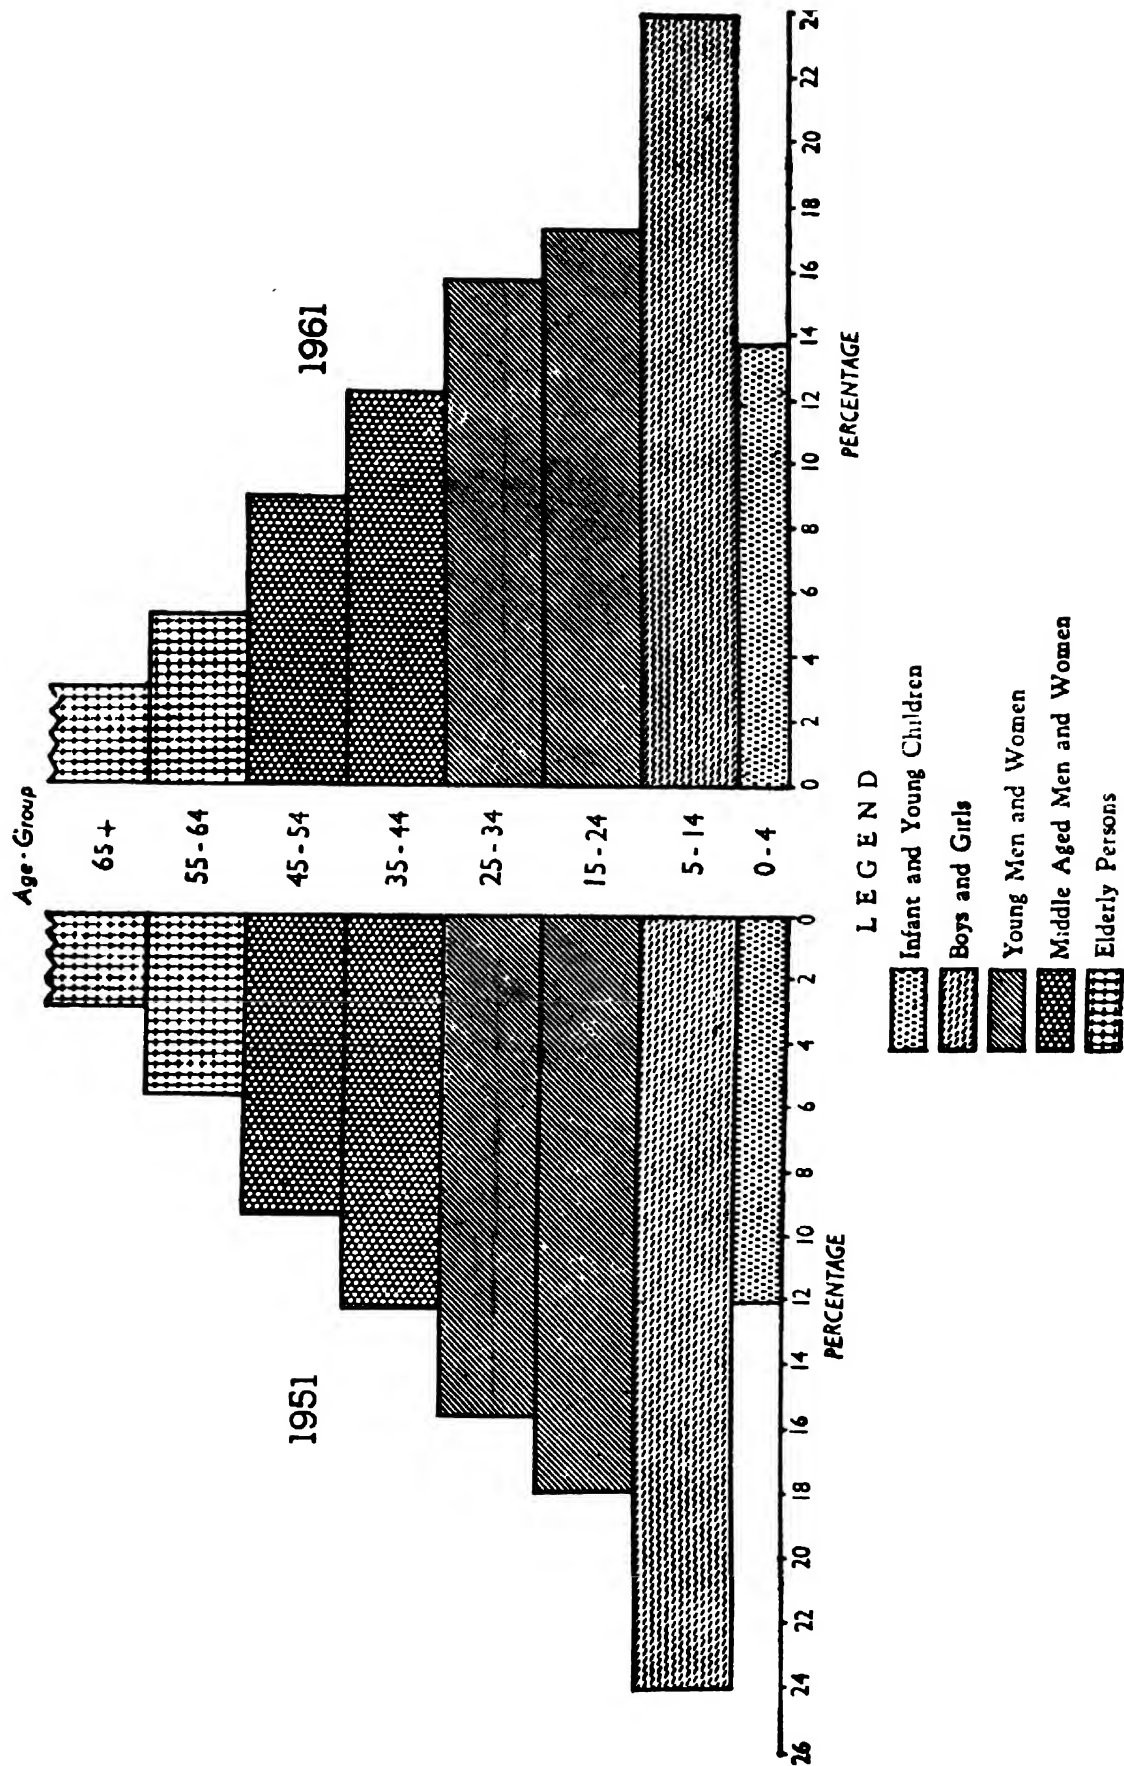 Age-Group
1951
1961
65+
55-64
45-54
35-44
25-34
15-24
5-14
0-4
26 24 22 20 18 16 14 12 10 8 6 4 2 0
0 2 4 6 8 10 12 14 16 18 20 22 24
PERCENTAGE
PERCENTAGE
LEGEND
Infant and Young Children
Boys and Girls
Young Men and Women
Middle Aged Men and Women
Elderly Persons